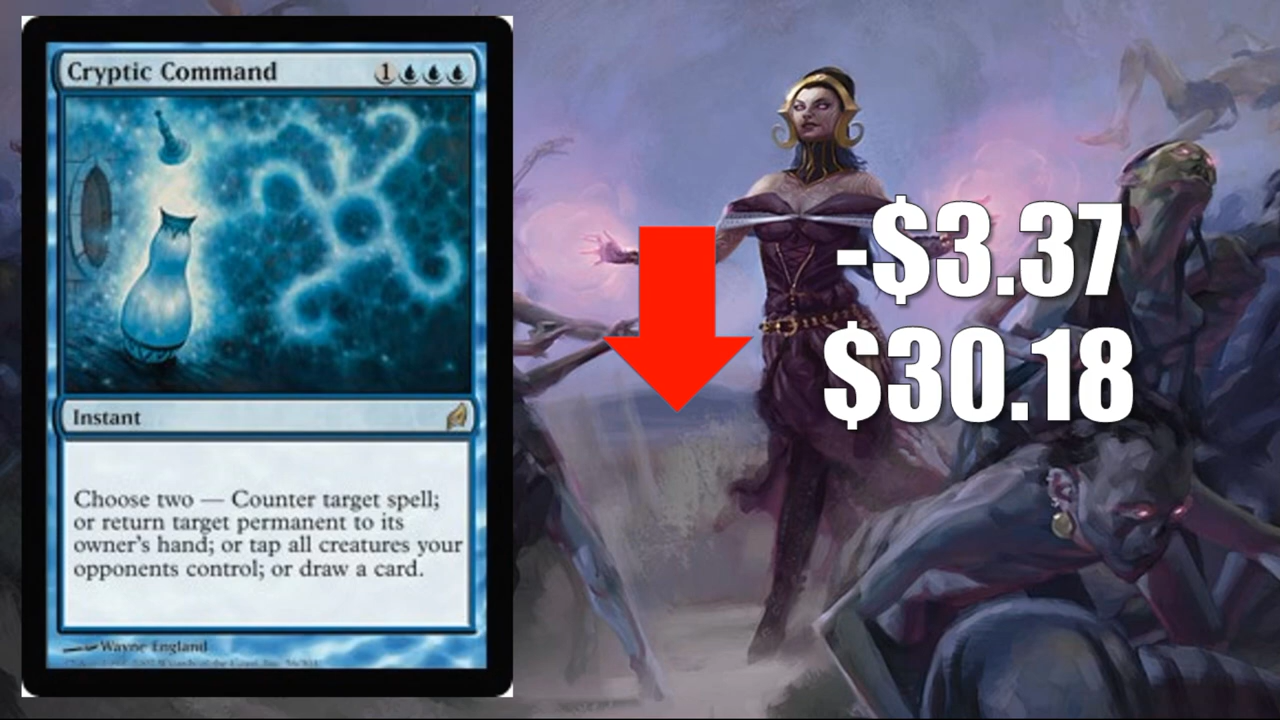 Cryptic Command 1
Instant
Choose two — Counter target spell;
or return target permanent to its
owner's hand; or tap all creatures your
opponents control; or draw a card.
Wayne England
-$3.37
$30.18